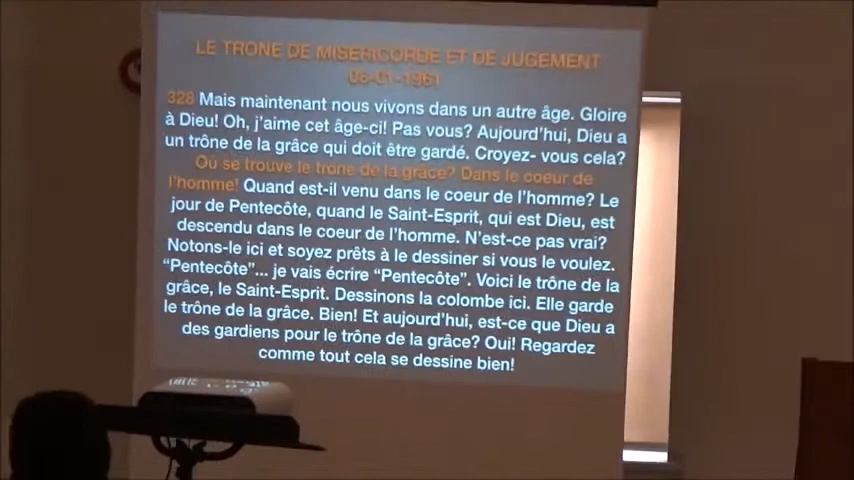 LE TRONE DE MISERICORDE ET DE JUGEMENT
08-01-1961
328 Mais maintenant nous vivons dans un autre âge. Gloire
à Dieu! Oh, j'aime cet âge-ci! Pas vous? Aujourd'hui, Dieu a
un trône de la grâce qui doit être gardé. Croyez-vous cela?
Où se trouve le trône de la grâce? Dans le coeur de
l'homme! Quand est-il venu dans le coeur de l'homme? Le
jour de Pentecôte, quand le Saint-Esprit, qui est Dieu, est
descendu dans le coeur de l'homme. N'est-ce pas vrai?
Notons-le ici et soyez prêts à le dessiner si vous le voulez.
“Pentecôte”... je vais écrire “Pentecôte”. Voici le trône de la
grâce, le Saint-Esprit. Dessinons la colombe ici. Elle garde
le trône de la grâce. Bien! Et aujourd'hui, est-ce que Dieu a
des gardiens pour le trône de la grâce? Oui! Regardez
comme tout cela se dessine bien!